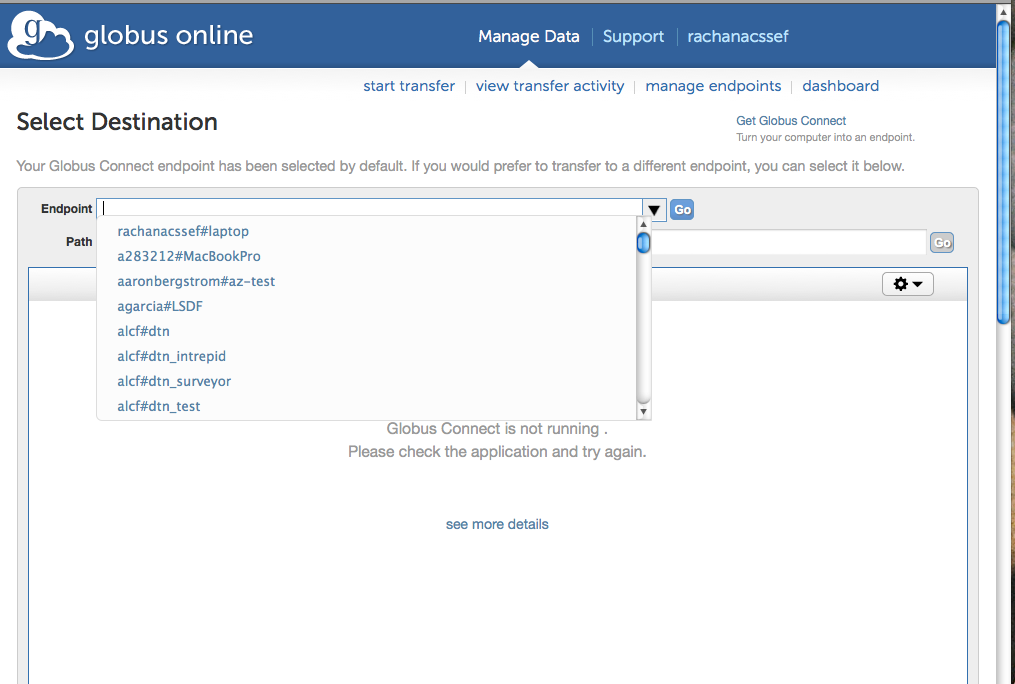 g globus online
Manage Data Support rachanacssef
start transfer view transfer activity manage endpoints dashboard
Select Destination
Get Globus Connect
Turn your computer into an endpoint.
Your Globus Connect endpoint has been selected by default. If you would prefer to transfer to a different endpoint, you can select it below.
Endpoint Go
Path Go
rachanacssef#laptop
a283212#MacBookPro
aaronbergstrom#az-test
agarcia#LSDF
alcf#dtn
alcf#dtn_intrepid
alcf#dtn_surveyor
alcf#dtn_test
Globus Connect is not running .
Please check the application and try again.
see more details